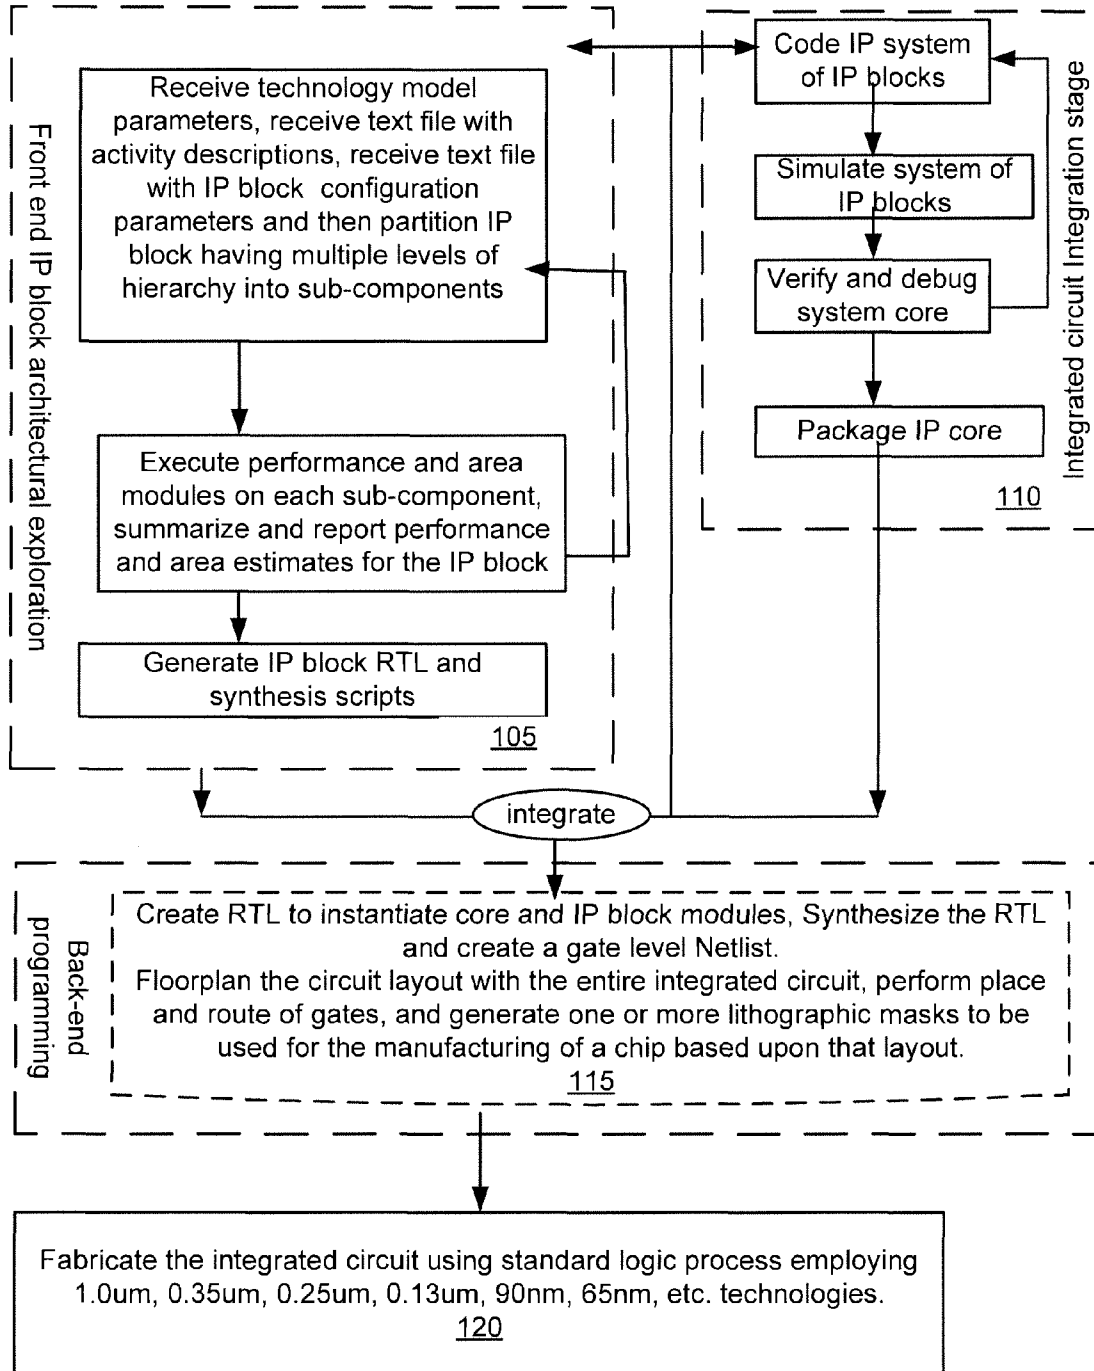 Front end IP block architectural exploration
Receive technology model
parameters, receive text file with
activity descriptions, receive text file
with IP block configuration
parameters and then partition IP
block having multiple levels of
hierarchy into sub-components
Execute performance and area
modules on each sub-component,
summarize and report performance
and area estimates for the IP block
Generate IP block RTL and
synthesis scripts
105
Code IP system
of IP blocks
Simulate system of
IP blocks
Verify and debug
system core
Package IP core
110
Integrated circuit Integration stage
integrate
Back-end
programming
Create RTL to instantiate core and IP block modules, Synthesize the RTL
and create a gate level Netlist.
Floorplan the circuit layout with the entire integrated circuit, perform place
and route of gates, and generate one or more lithographic masks to be
used for the manufacturing of a chip based upon that layout.
115
Fabricate the integrated circuit using standard logic process employing
1.0um, 0.35um, 0.25um, 0.13um, 90nm, 65nm, etc. technologies.
120